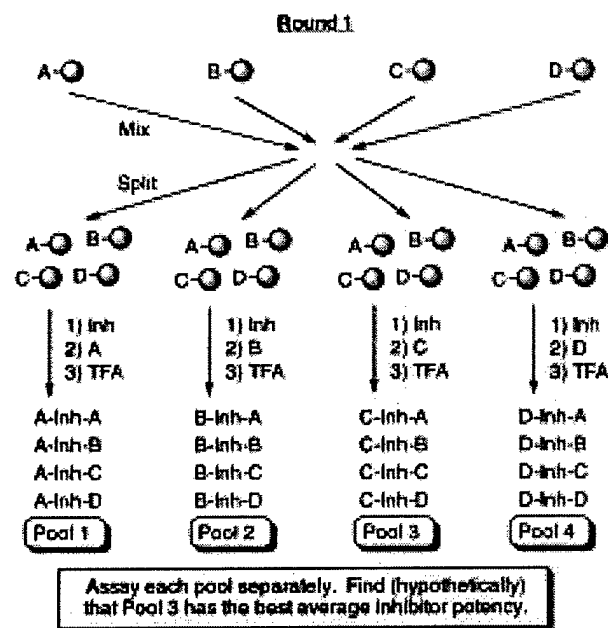 Round 1
A- B- C- D-
Mix
Split
A- B- A- B- A- B- A- B-
C- D- C- D- C- D- C- D-
1) Inh 1) Inh 1) Inh 1) Inh
2) A 2) B 2) C 2) D
3) TFA 3) TFA 3) TFA 3) TFA
A-Inh-A B-Inh-A C-Inh-A D-Inh-A
A-Inh-B B-Inh-B C-Inh-B D-Inh-B
A-Inh-C B-Inh-C C-Inh-C D-Inh-C
A-Inh-D B-Inh-D C-Inh-D D-Inh-D
Pool 1 Pool 2 Pool 3 Pool 4
Assay each pool separately. Find (hypothetically)
that Pool 3 has the best average inhibitor potency.